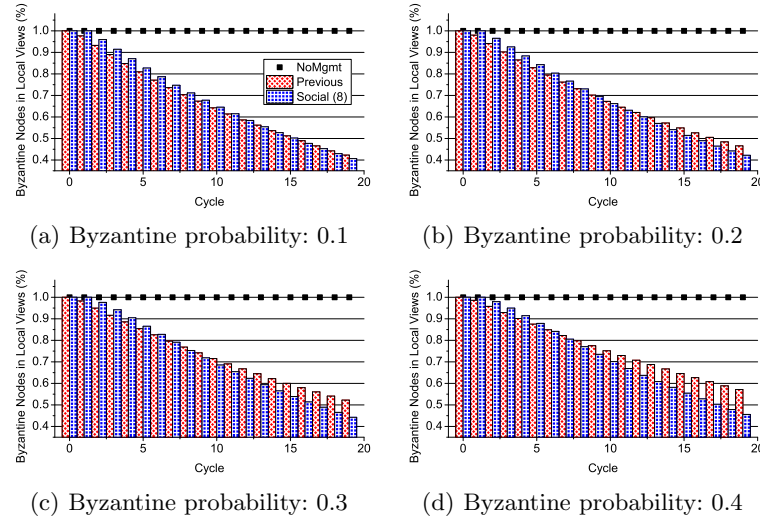 Byzantine Nodes in Local Views (%)
1.0
0.9
0.8
0.7
0.6
0.5
0.4
NoMgmt
Previous
Social (8)
0 5 10 15 20
Cycle
(a) Byzantine probability: 0.1
Byzantine Nodes in Local Views (%)
1.0
0.9
0.8
0.7
0.6
0.5
0.4
0 5 10 15 20
Cycle
(b) Byzantine probability: 0.2
Byzantine Nodes in Local Views (%)
1.0
0.9
0.8
0.7
0.6
0.5
0.4
0 5 10 15 20
Cycle
(c) Byzantine probability: 0.3
Byzantine Nodes in Local Views (%)
1.0
0.9
0.8
0.7
0.6
0.5
0.4
0 5 10 15 20
Cycle
(d) Byzantine probability: 0.4